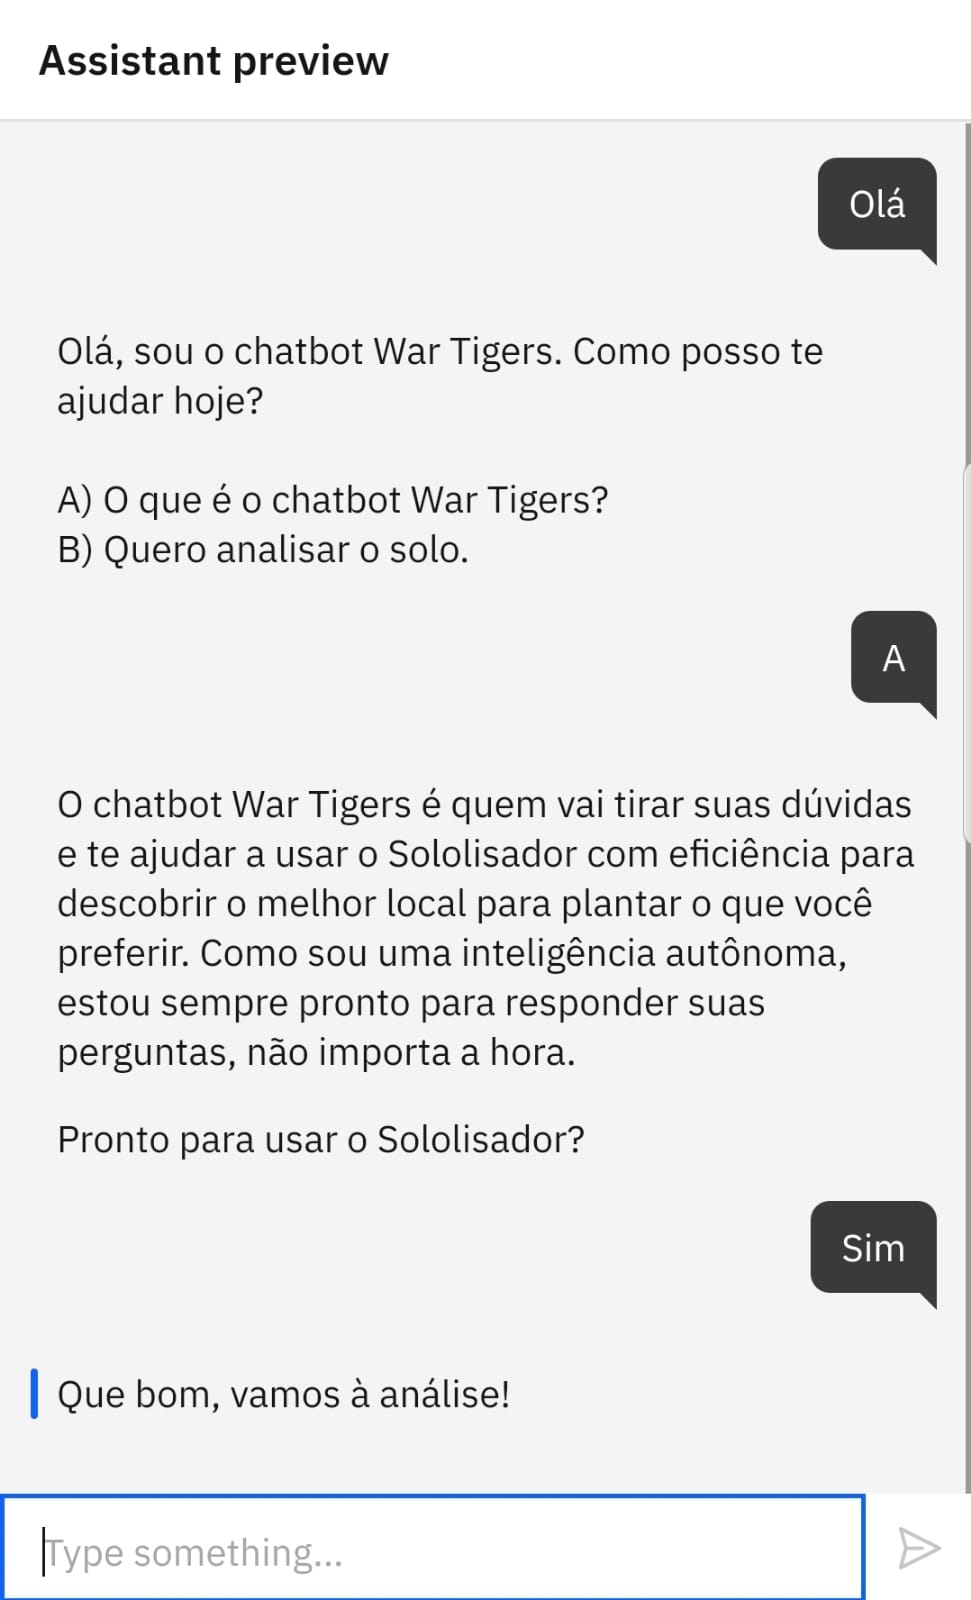 Assistant preview
Olá
Olá, sou o chatbot War Tigers. Como posso te
ajudar hoje?
A) O que é o chatbot War Tigers?
B) Quero analisar o solo.
A
O chatbot War Tigers é quem vai tirar suas dúvidas
e te ajudar a usar o Sololisador com eficiência para
descobrir o melhor local para plantar o que você
preferir. Como sou uma inteligência autônoma,
estou sempre pronto para responder suas
perguntas, não importa a hora.
Pronto para usar o Sololisador?
Sim
Que bom, vamos à análise!
Type something...